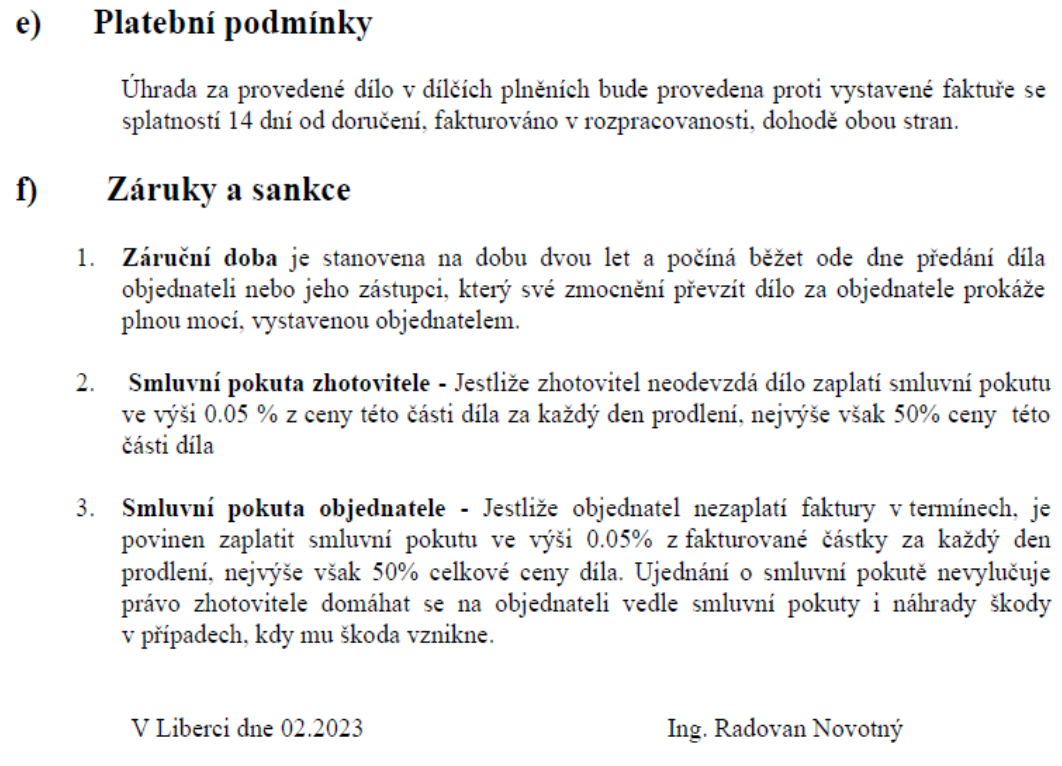 e) Platební podmínky
Úhrada za provedené dílo v dílčích plněních bude provedena proti vystavené faktuře se
splatností 14 dní od doručení, fakturováno v rozpracovanosti, dohodě obou stran.
f) Záruky a sankce
1. Záruční doba je stanovena na dobu dvou let a počíná běžet ode dne předání díla
objednateli nebo jeho zástupci, který své zmocnění převzít dílo za objednatele prokáže
plnou mocí, vystavenou objednatelem.
2. Smluvní pokuta zhotovitele - Jestliže zhotovitel neodevzdá dílo zaplatí smluvní pokutu
ve výši 0.05 % z ceny této části díla za každý den prodlení, nejvýše však 50% ceny této
části díla
3. Smluvní pokuta objednatele - Jestliže objednatel nezaplatí faktury v termínech, je
povinen zaplatit smluvní pokutu ve výši 0.05% z fakturované částky za každý den
prodlení, nejvýše však 50% celkové ceny díla. Ujednání o smluvní pokutě nevylučuje
právo zhotovitele domáhat se na objednateli vedle smluvní pokuty i náhrady škody
v případech, kdy mu škoda vznikne.
V Liberci dne 02.2023 Ing. Radovan Novotný